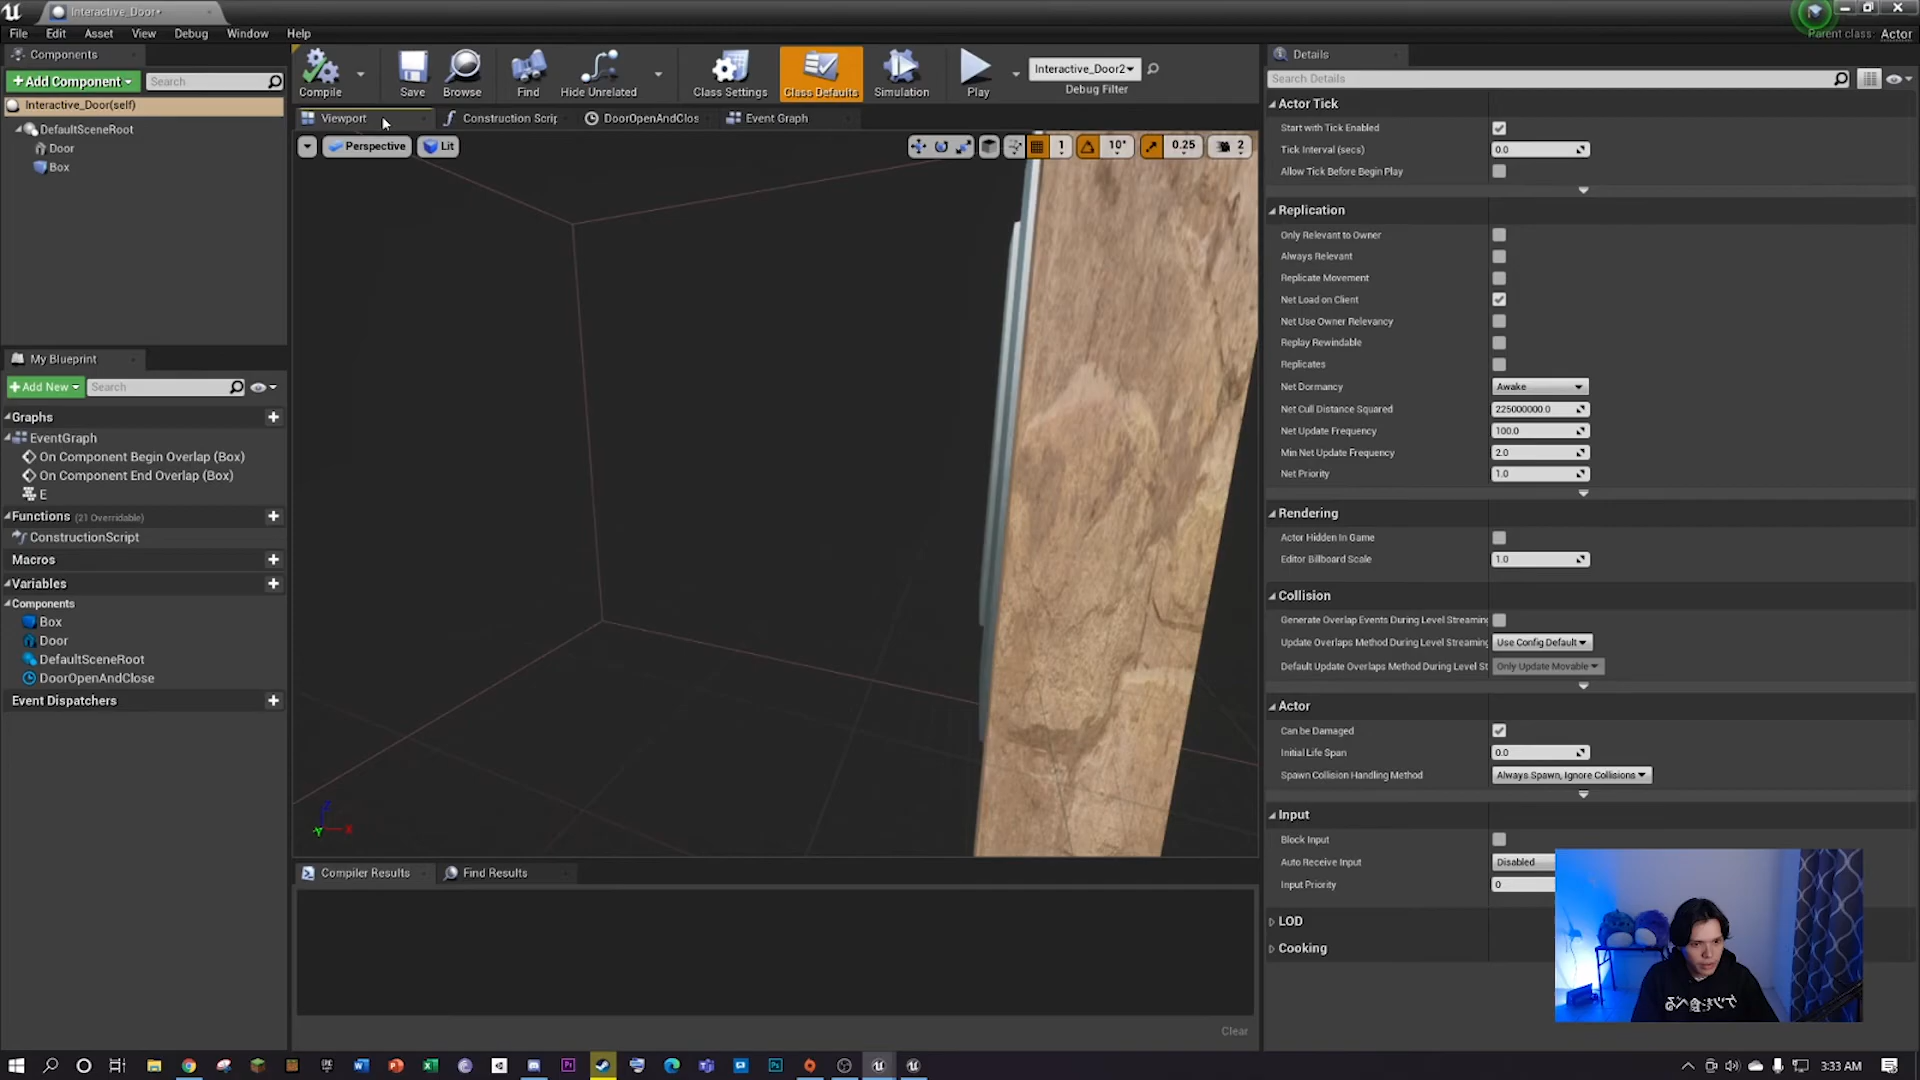 Interactive_Door*
File Edit Asset View Debug Window Help
Parent class: Actor
Components
+Add Component Search
Interactive_Door(self)
DefaultSceneRoot
Door
Box
My Blueprint
+Add New Search
Graphs
EventGraph
On Component Begin Overlap (Box)
On Component End Overlap (Box)
E
Functions (21 Overridable)
ConstructionScript
Macros
Variables
Components
Box
Door
DefaultSceneRoot
DoorOpenAndClose
Event Dispatchers
Compile Save Browse Find Hide Unrelated Class Settings Class Defaults Simulation Play
Interactive_Door2
Debug Filter
Viewport Construction Scrip DoorOpenAndClos Event Graph
Perspective Lit 1 10° 0.25 2
Z
Y X
Compiler Results Find Results
Clear
Details
Search Details
Actor Tick
Start with Tick Enabled
Tick Interval (secs) 0.0
Allow Tick Before Begin Play
Replication
Only Relevant to Owner
Always Relevant
Replicate Movement
Net Load on Client
Net Use Owner Relevancy
Replay Rewindable
Replicates
Net Dormancy Awake
Net Cull Distance Squared 225000000.0
Net Update Frequency 100.0
Min Net Update Frequency 2.0
Net Priority 1.0
Rendering
Actor Hidden In Game
Editor Billboard Scale 1.0
Collision
Generate Overlap Events During Level Streaming
Update Overlaps Method During Level Streaming Use Config Default
Default Update Overlaps Method During Level St Only Update Movable
Actor
Can be Damaged
Initial Life Span 0.0
Spawn Collision Handling Method Always Spawn, Ignore Collisions
Input
Block Input
Auto Receive Input Disabled
Input Priority 0
LOD
Cooking
3:33 AM